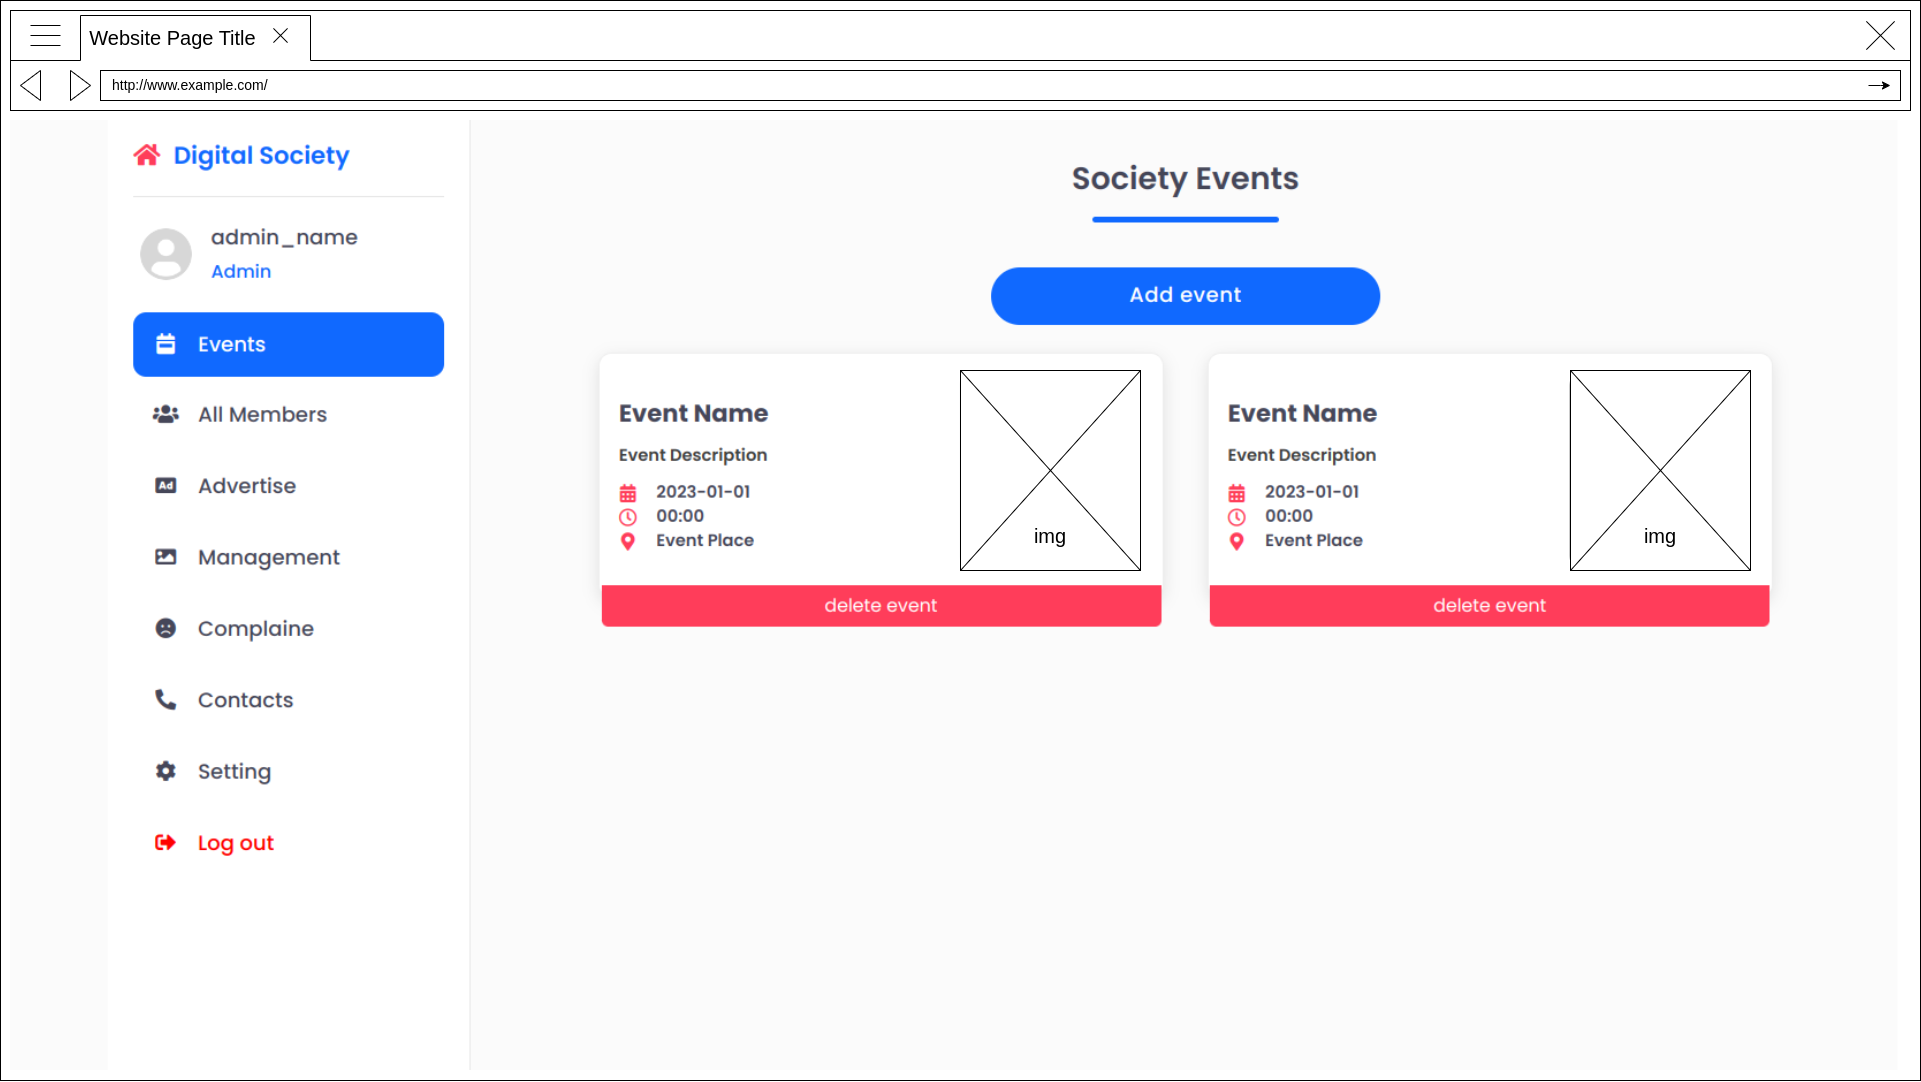 Website Page Title
http://www.example.com/
Digital Society
admin_name
Admin
Events
All Members
Ad
Advertise
Management
Complaine
Contacts
Setting
Log out
Society Events
Add event
Event Name
Event Description
2023-01-01
00:00
Event Place
img
delete event
Event Name
Event Description
2023-01-01
00:00
Event Place
img
delete event